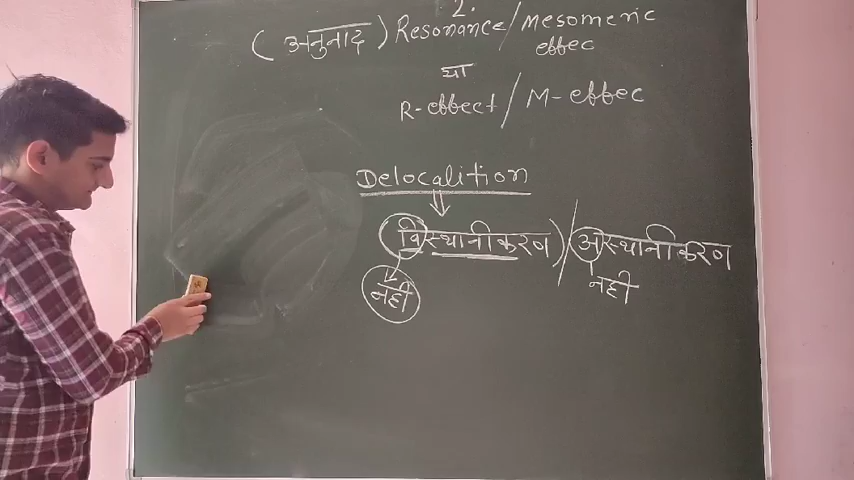 2.
(अनुनाद) Resonance/Mesomeric
effec
या
R-effect/M-effec
Delocalition
(विस्थानीकरण)/अस्थानीकरण
नही नही